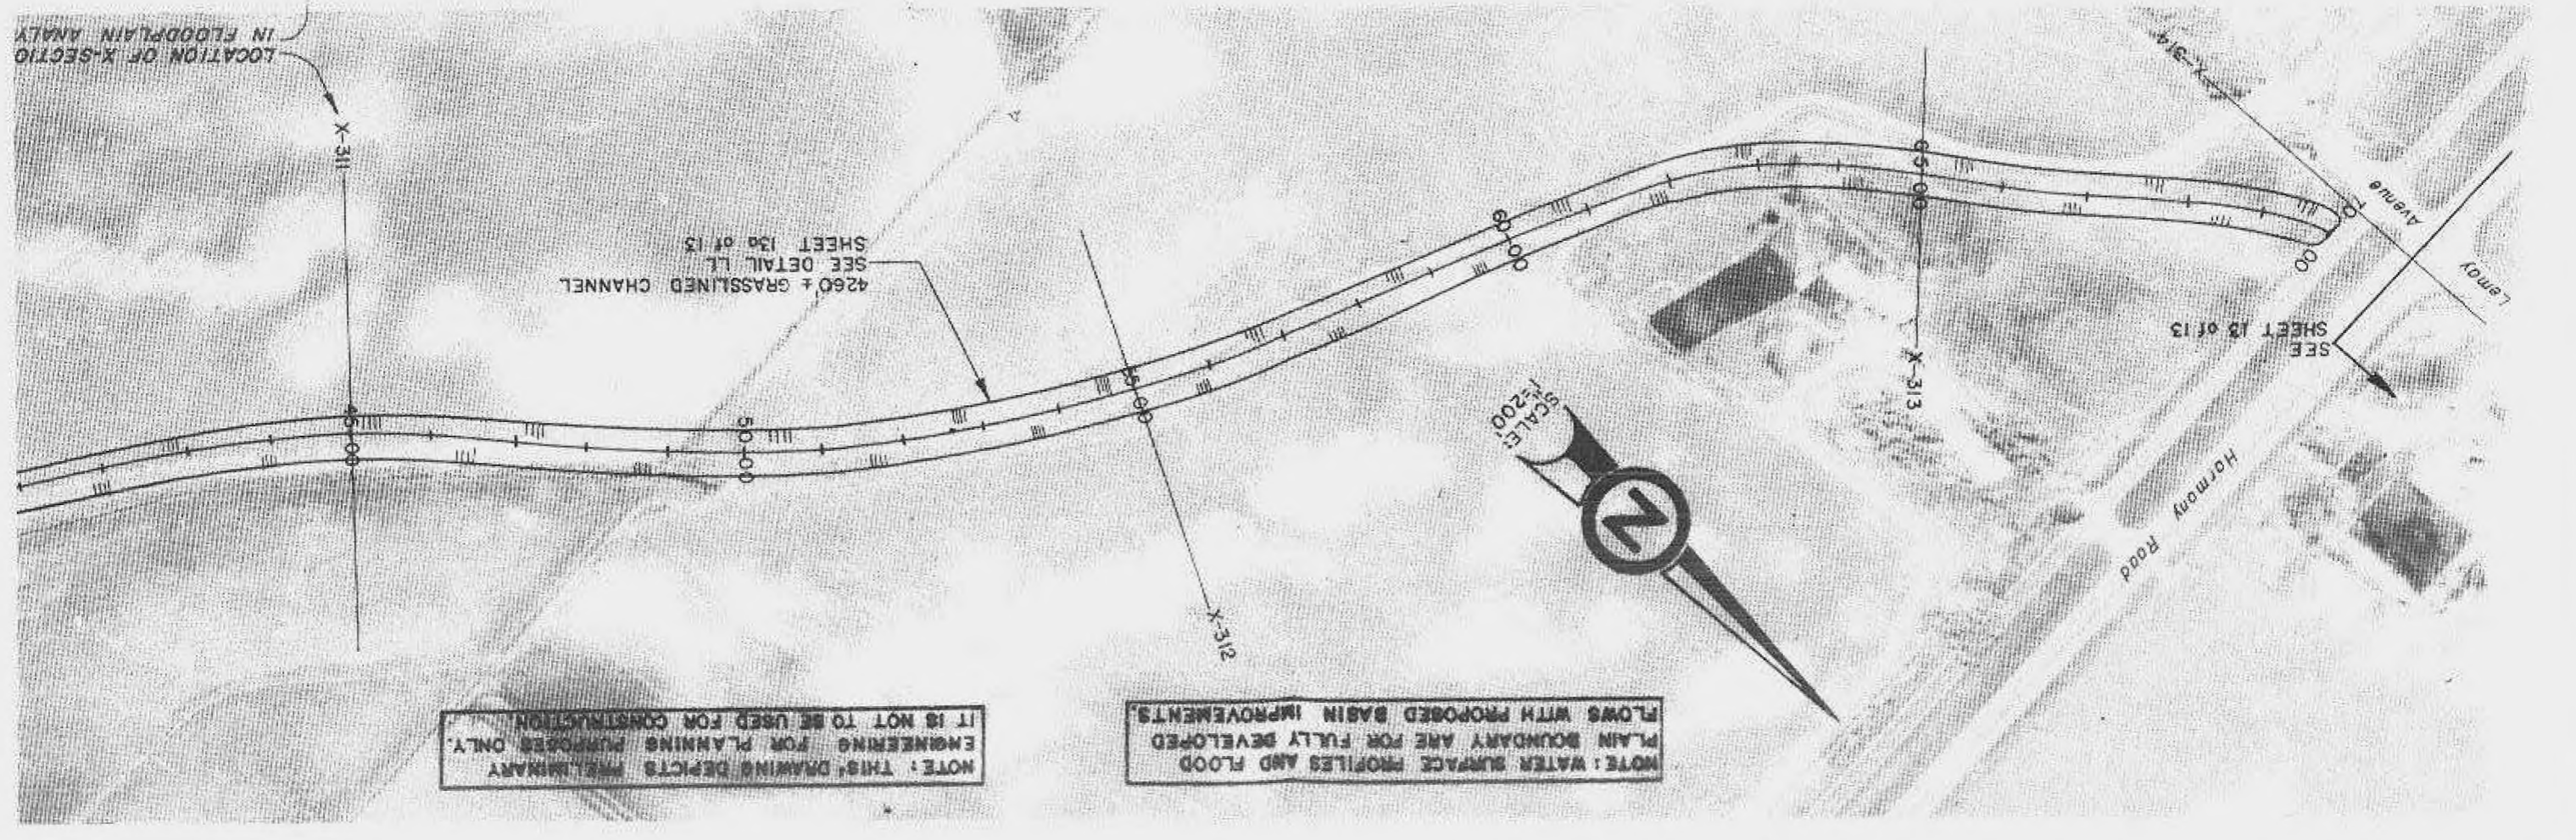 LOCATION OF X-SECTIO
IN FLOODPLAIN ANALY
X-311
X-312
X-313
X-314
45+00
50+00
55+00
60+00
65+00
70
00
4260'± GRASSLINED CHANNEL
SEE DETAIL LL
SHEET 13a of 13
SEE
SHEET 13 of 13
Lemay
Avenue
Harmony
Road
SCALE:
1"=200'
N
NOTE: WATER SURFACE PROFILES AND FLOOD
PLAIN BOUNDARY ARE FOR FULLY DEVELOPED
FLOWS WITH PROPOSED BASIN IMPROVEMENTS.
NOTE: THIS DRAWING DEPICTS PRELIMINARY
ENGINEERING FOR PLANNING PURPOSES ONLY.
IT IS NOT TO BE USED FOR CONSTRUCTION.